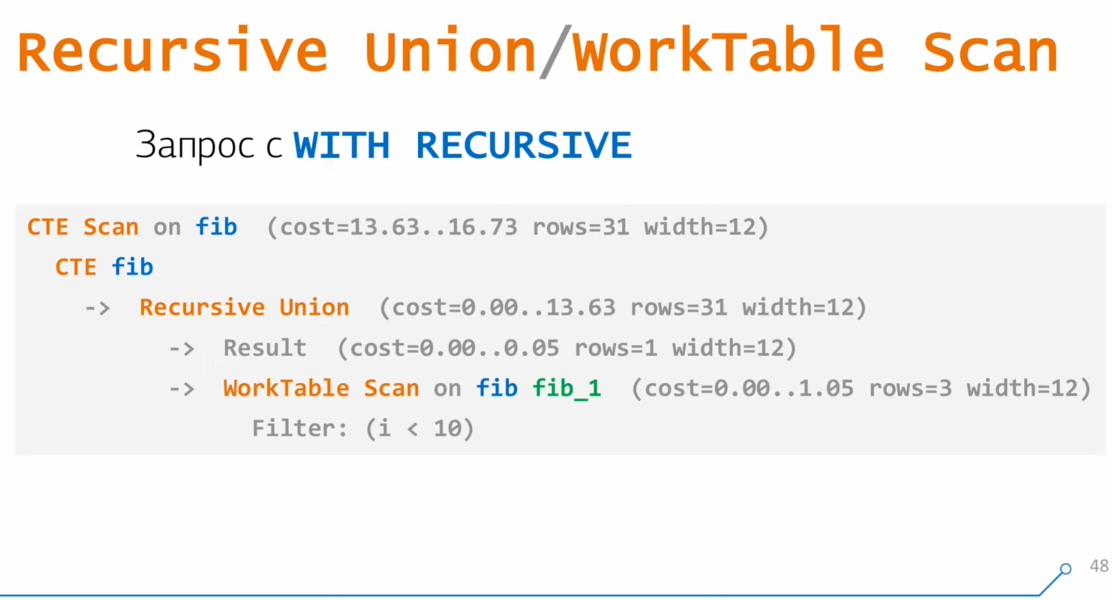 Recursive Union/WorkTable Scan
Запрос с WITH RECURSIVE
CTE Scan on fib  (cost=13.63..16.73 rows=31 width=12)
  CTE fib
    ->  Recursive Union  (cost=0.00..13.63 rows=31 width=12)
          ->  Result  (cost=0.00..0.05 rows=1 width=12)
          ->  WorkTable Scan on fib fib_1  (cost=0.00..1.05 rows=3 width=12)
                Filter: (i < 10)
48